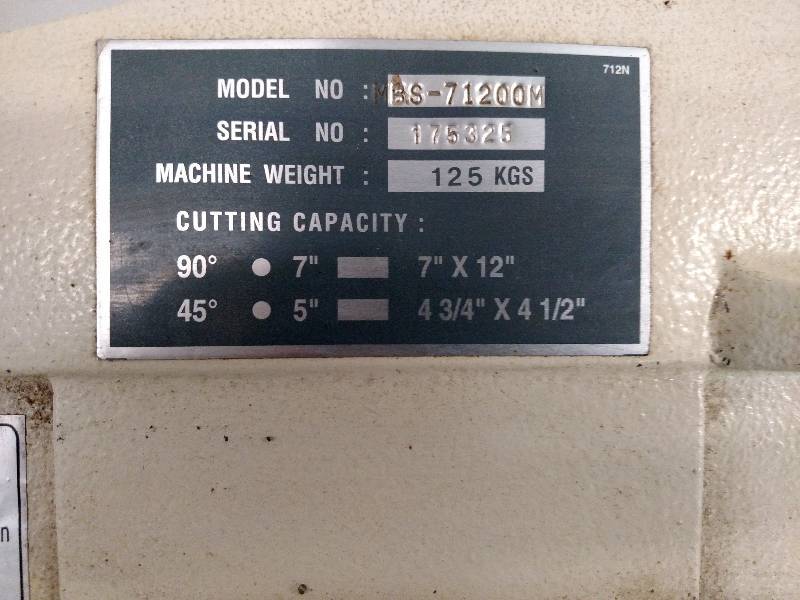 712N
MODEL NO : MBS-71200M
SERIAL NO : 175325
MACHINE WEIGHT : 125 KGS
CUTTING CAPACITY :
90° ● 7" ▬ 7" X 12"
45° ● 5" ▬ 4 3/4" X 4 1/2"
n